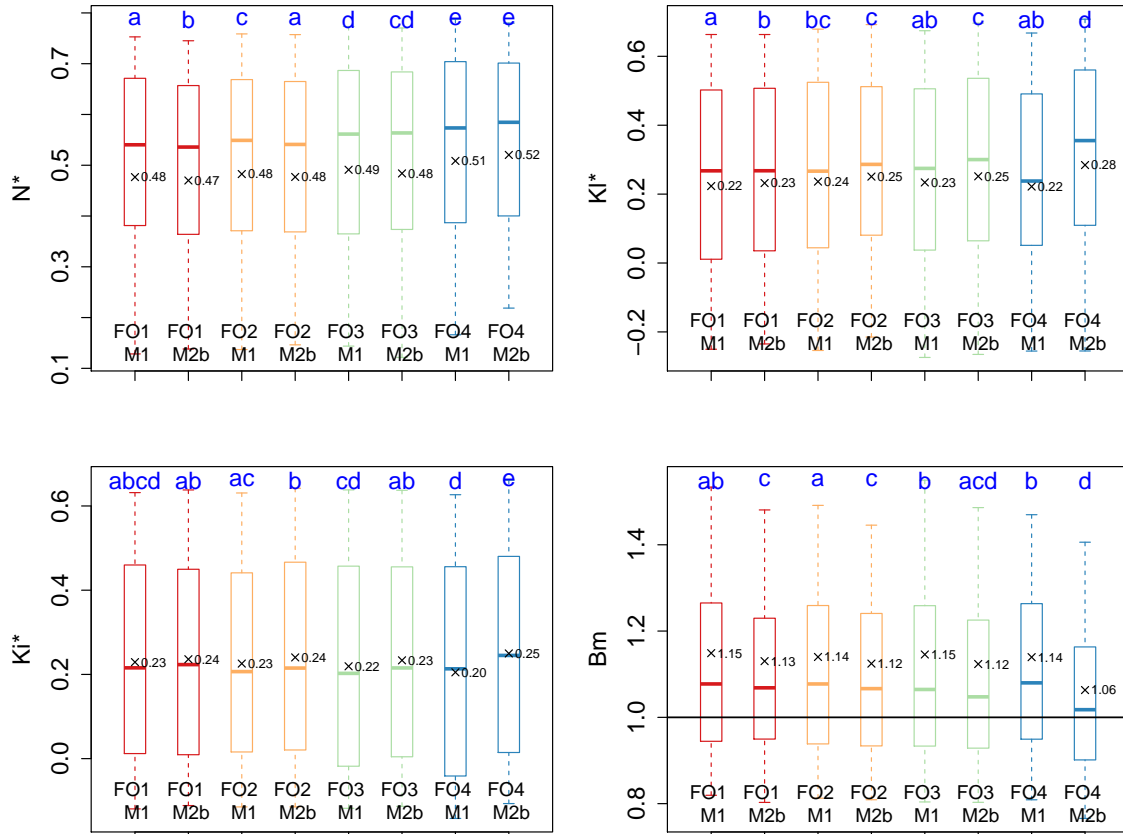 a b c a d cd e e
N*
0.7
0.5
0.3
0.1
0.48 0.47 0.48 0.48 0.49 0.48 0.51 0.52
FO1 FO1 FO2 FO2 FO3 FO3 FO4 FO4
M1 M2b M1 M2b M1 M2b M1 M2b
a b bc c ab c ab d
Kl*
0.6
0.4
0.2
0.0
−0.2
0.22 0.23 0.24 0.25 0.23 0.25 0.22 0.28
FO1 FO1 FO2 FO2 FO3 FO3 FO4 FO4
M1 M2b M1 M2b M1 M2b M1 M2b
abcd ab ac b cd ab d e
Ki*
0.6
0.4
0.2
0.0
0.23 0.24 0.23 0.24 0.22 0.23 0.20 0.25
FO1 FO1 FO2 FO2 FO3 FO3 FO4 FO4
M1 M2b M1 M2b M1 M2b M1 M2b
ab c a c b acd b d
Bm
1.4
1.2
1.0
0.8
1.15 1.13 1.14 1.12 1.15 1.12 1.14 1.06
FO1 FO1 FO2 FO2 FO3 FO3 FO4 FO4
M1 M2b M1 M2b M1 M2b M1 M2b